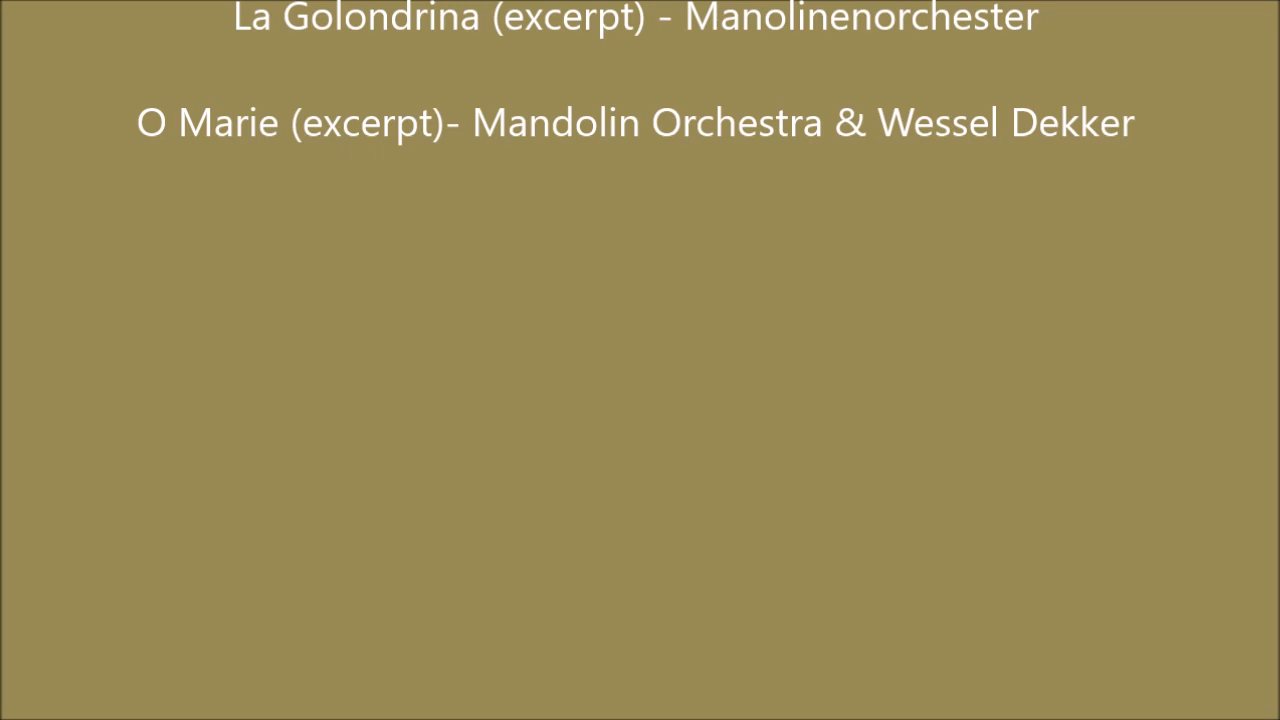 La Golondrina (excerpt) - Manolinenorchester
O Marie (excerpt)- Mandolin Orchestra & Wessel Dekker